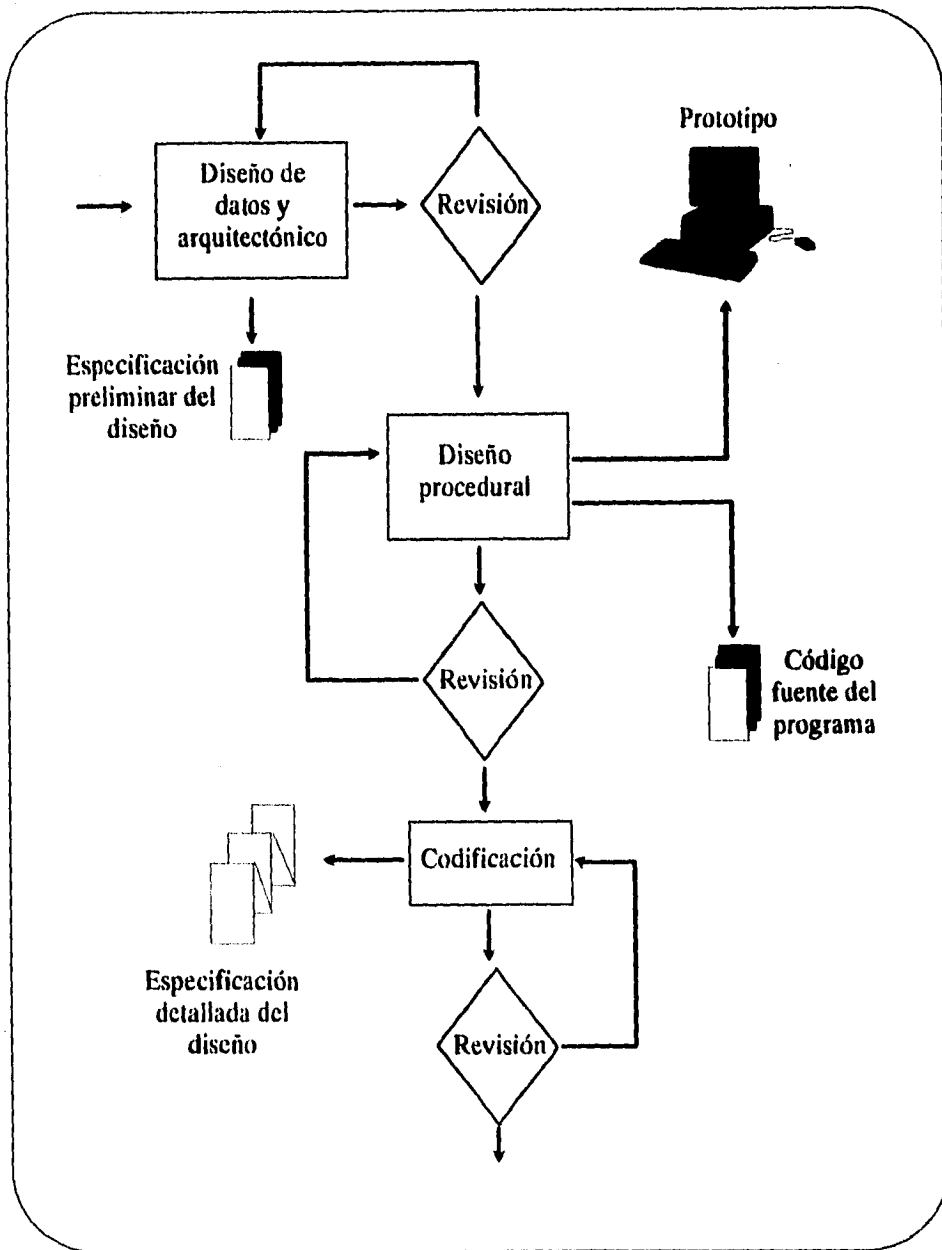 Diseño de
datos y
arquitectónico
Revisión
Prototipo
Especificación
preliminar del
diseño
Diseño
procedural
Revisión
Código
fuente del
programa
Codificación
Especificación
detallada del
diseño
Revisión